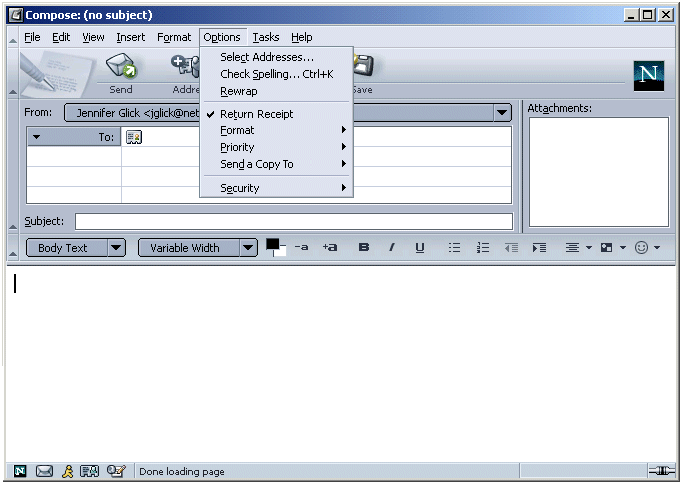 Compose: (no subject)
File Edit View Insert Format Options Tasks Help
Select Addresses...
Check Spelling... Ctrl+K
Rewrap
Return Receipt
Format
Priority
Send a Copy To
Security
Send Addre ave
N
From: Jennifer Glick <jglick@net
Attachments:
To:
Subject:
Body Text Variable Width -a +a B I U
Done loading page